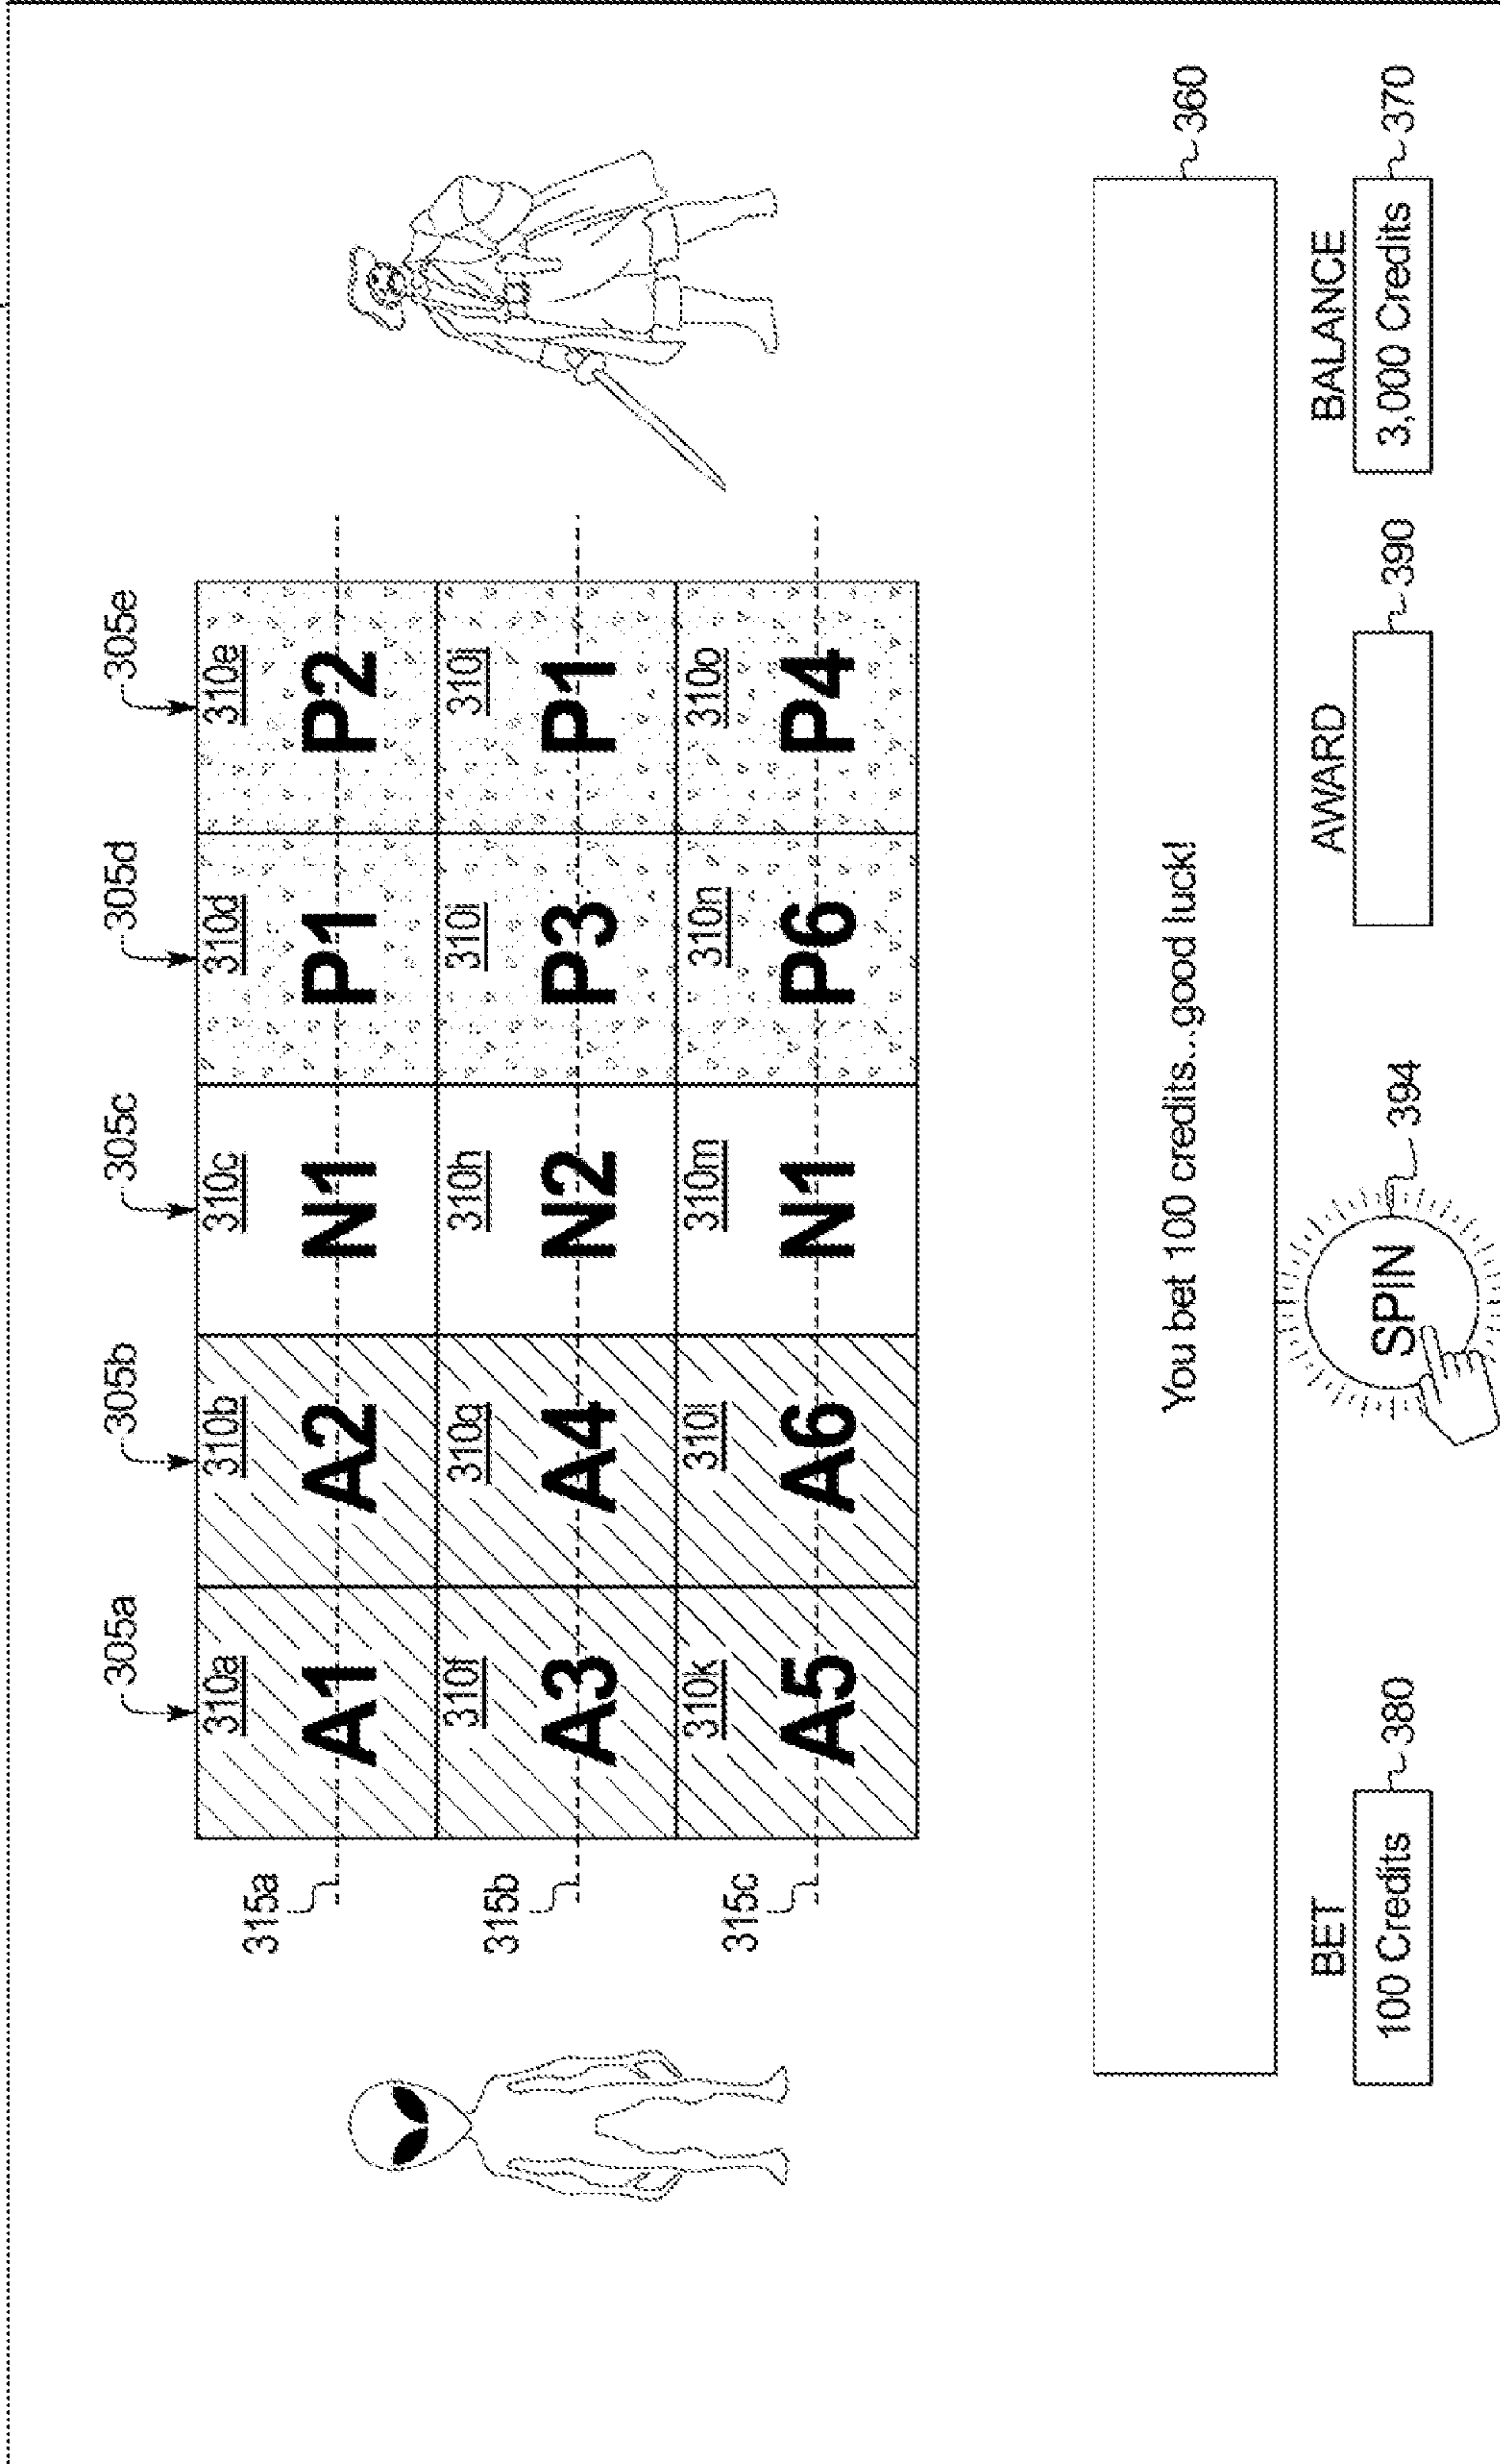 305a 305b 305c 305d 305e
310a 310b 310c 310d 310e
315a A1 A2 N1 P1 P2
310f 310g 310h 310i 310j
315b A3 A4 N2 P3 P1
310k 310l 310m 310n 310o
315c A5 A6 N1 P6 P4
You bet 100 credits...good luck! 360
BET AWARD BALANCE
100 Credits 380 SPIN 394 390 3,000 Credits 370